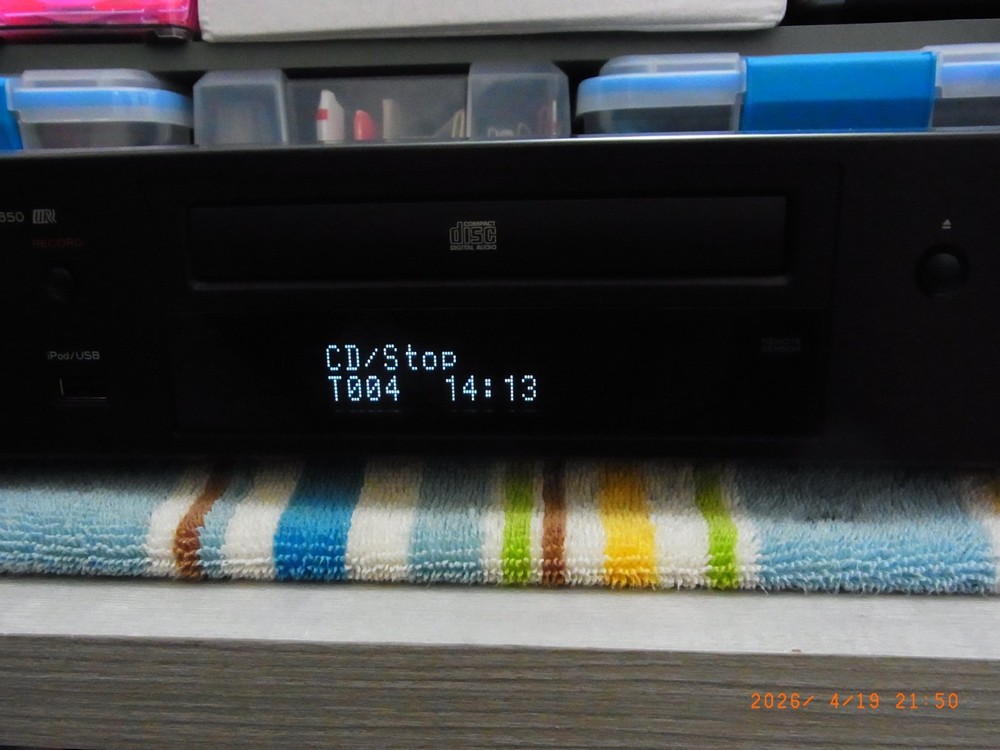 850
RECORD
COMPACT
disc
DIGITAL AUDIO
iPod/USB
CD/Stop
T004 14:13
2026/ 4/19 21:50